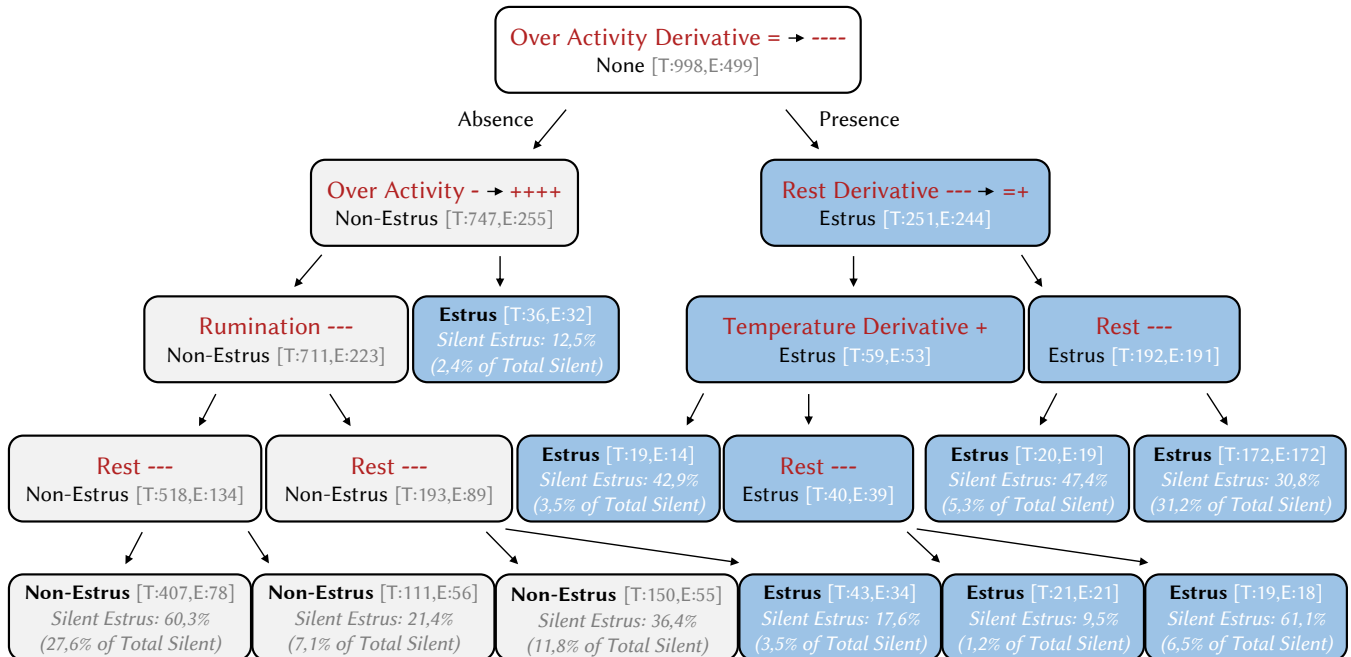 Over Activity Derivative = → ----
None [T:998,E:499]
Absence
Presence
Over Activity - → ++++
Non-Estrus [T:747,E:255]
Rest Derivative --- → =+
Estrus [T:251,E:244]
Rumination ---
Non-Estrus [T:711,E:223]
Estrus [T:36,E:32]
Silent Estrus: 12,5%
(2,4% of Total Silent)
Temperature Derivative +
Estrus [T:59,E:53]
Rest ---
Estrus [T:192,E:191]
Rest ---
Non-Estrus [T:518,E:134]
Rest ---
Non-Estrus [T:193,E:89]
Estrus [T:19,E:14]
Silent Estrus: 42,9%
(3,5% of Total Silent)
Rest ---
Estrus [T:40,E:39]
Estrus [T:20,E:19]
Silent Estrus: 47,4%
(5,3% of Total Silent)
Estrus [T:172,E:172]
Silent Estrus: 30,8%
(31,2% of Total Silent)
Non-Estrus [T:407,E:78]
Silent Estrus: 60,3%
(27,6% of Total Silent)
Non-Estrus [T:111,E:56]
Silent Estrus: 21,4%
(7,1% of Total Silent)
Non-Estrus [T:150,E:55]
Silent Estrus: 36,4%
(11,8% of Total Silent)
Estrus [T:43,E:34]
Silent Estrus: 17,6%
(3,5% of Total Silent)
Estrus [T:21,E:21]
Silent Estrus: 9,5%
(1,2% of Total Silent)
Estrus [T:19,E:18]
Silent Estrus: 61,1%
(6,5% of Total Silent)